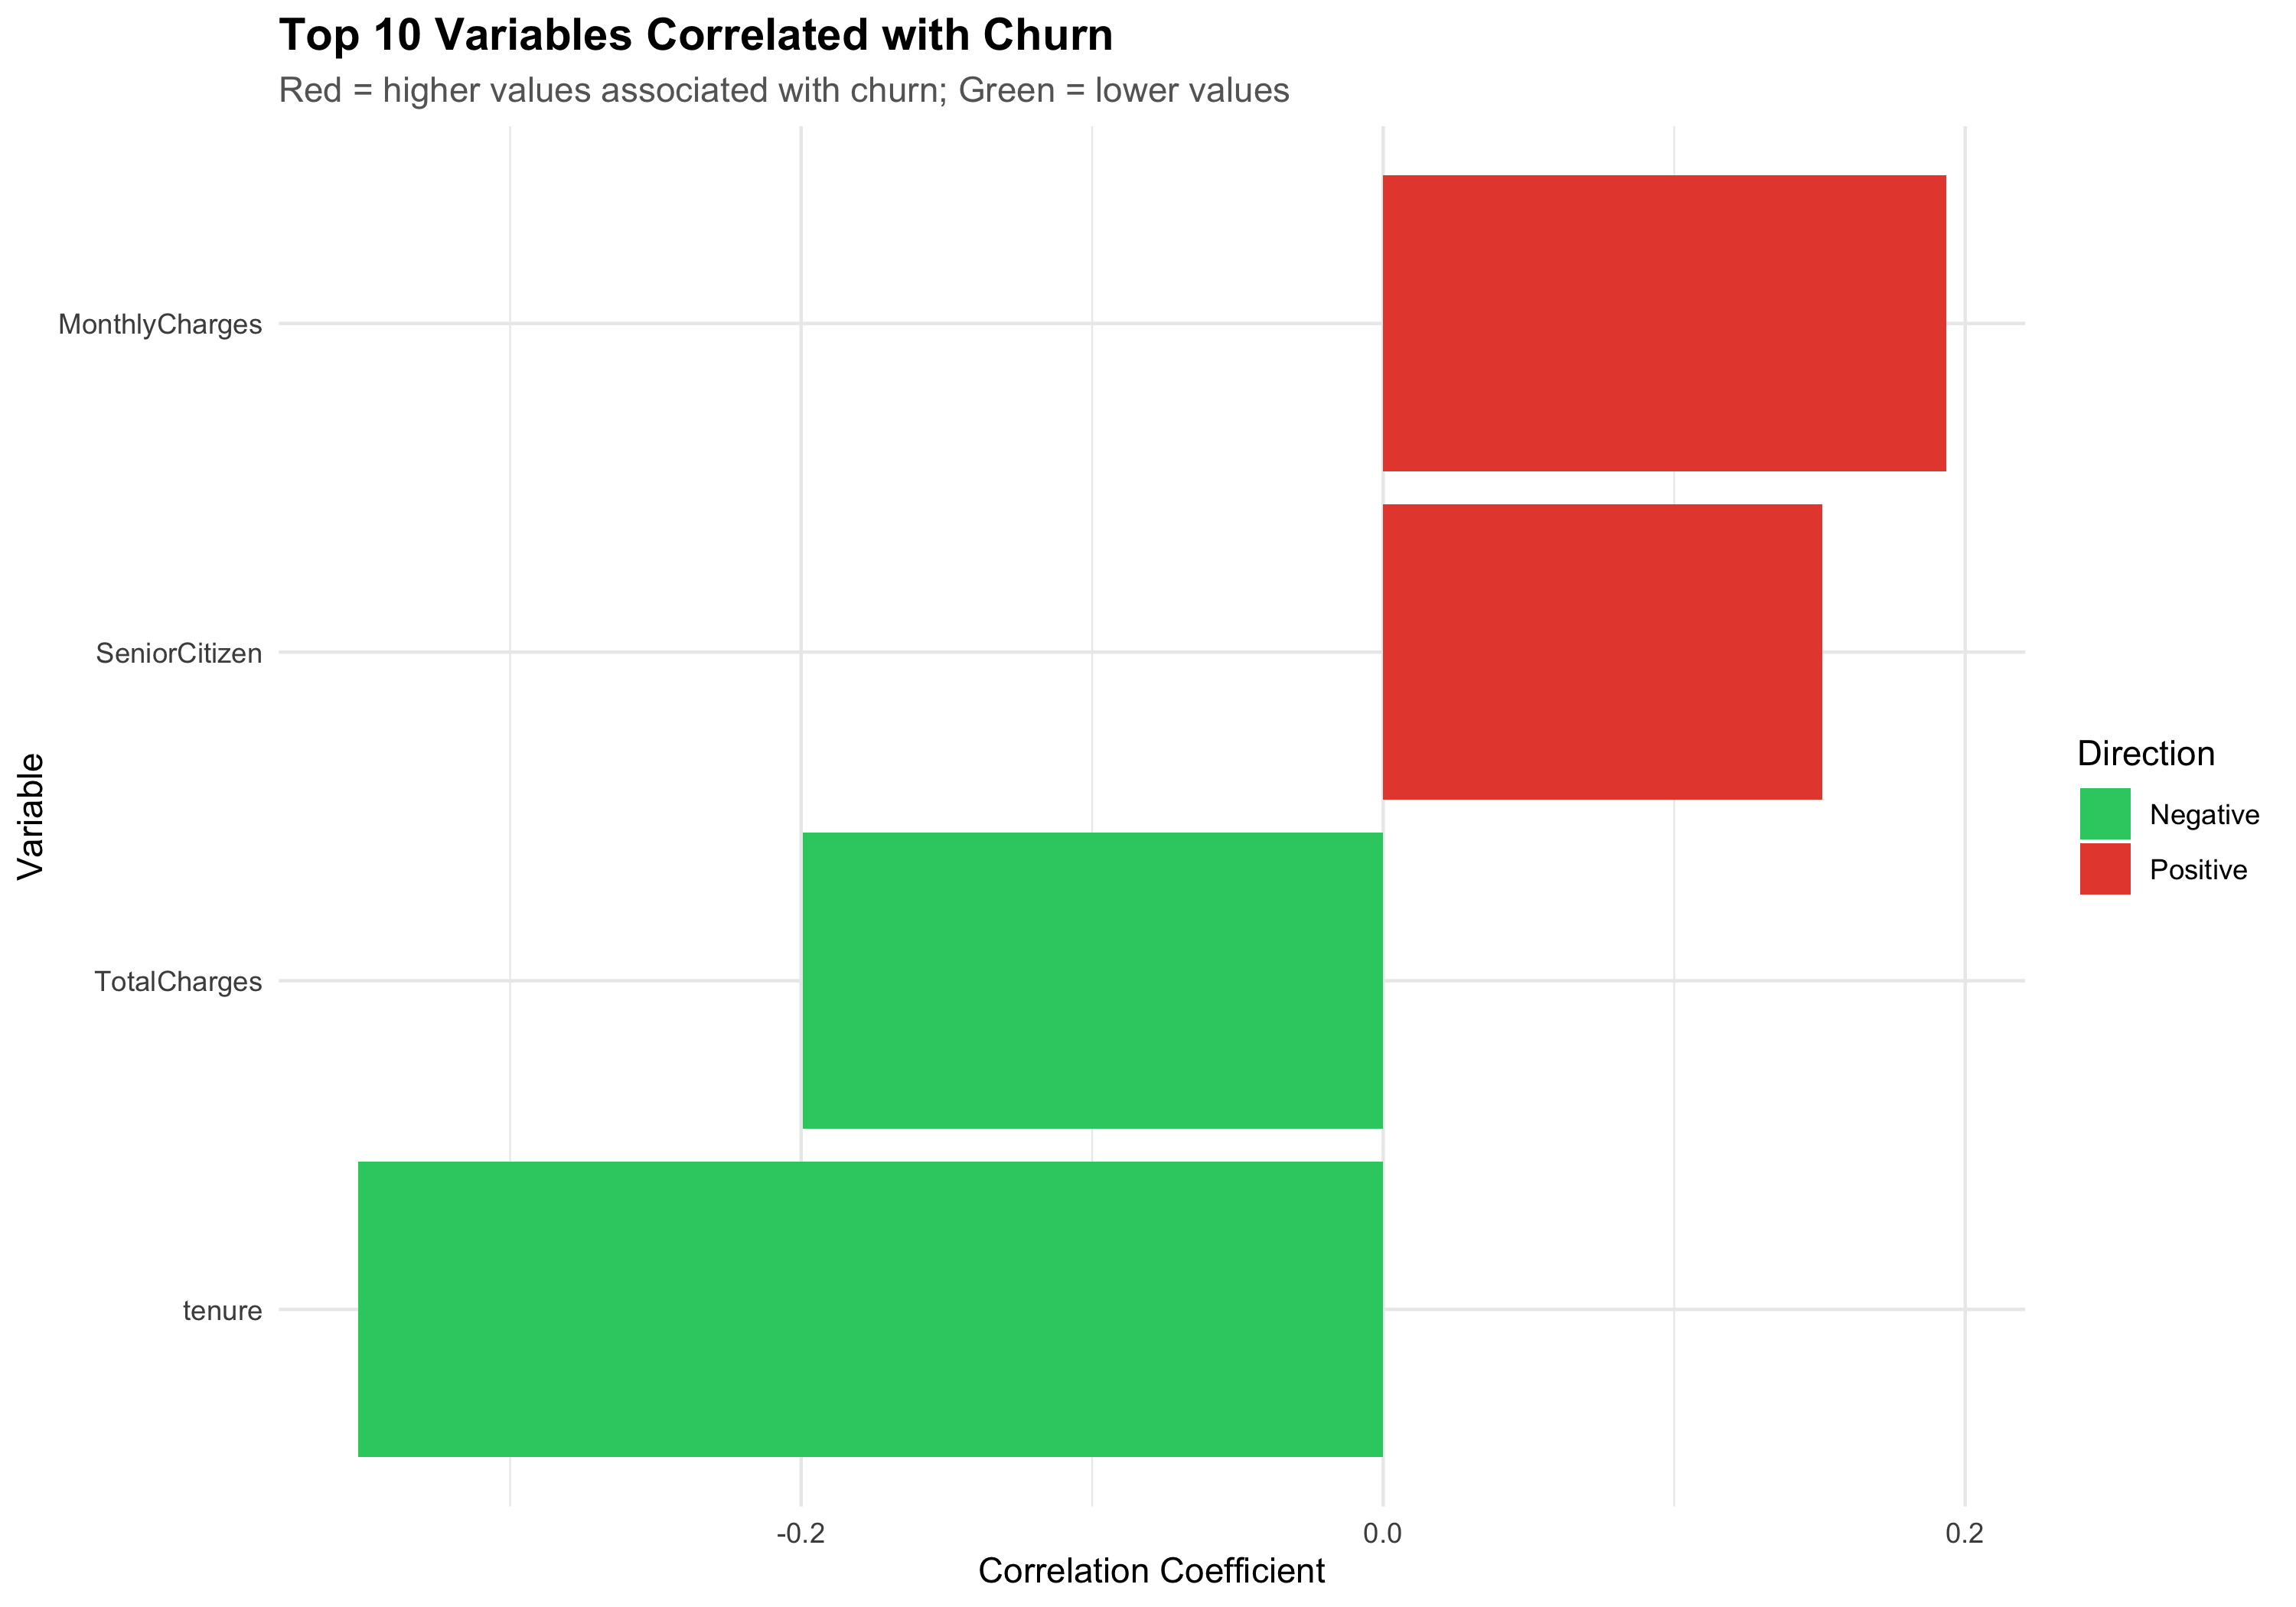 Top 10 Variables Correlated with Churn
Red = higher values associated with churn; Green = lower values
Variable
MonthlyCharges
SeniorCitizen
TotalCharges
tenure
-0.2
0.0
0.2
Correlation Coefficient
Direction
Negative
Positive